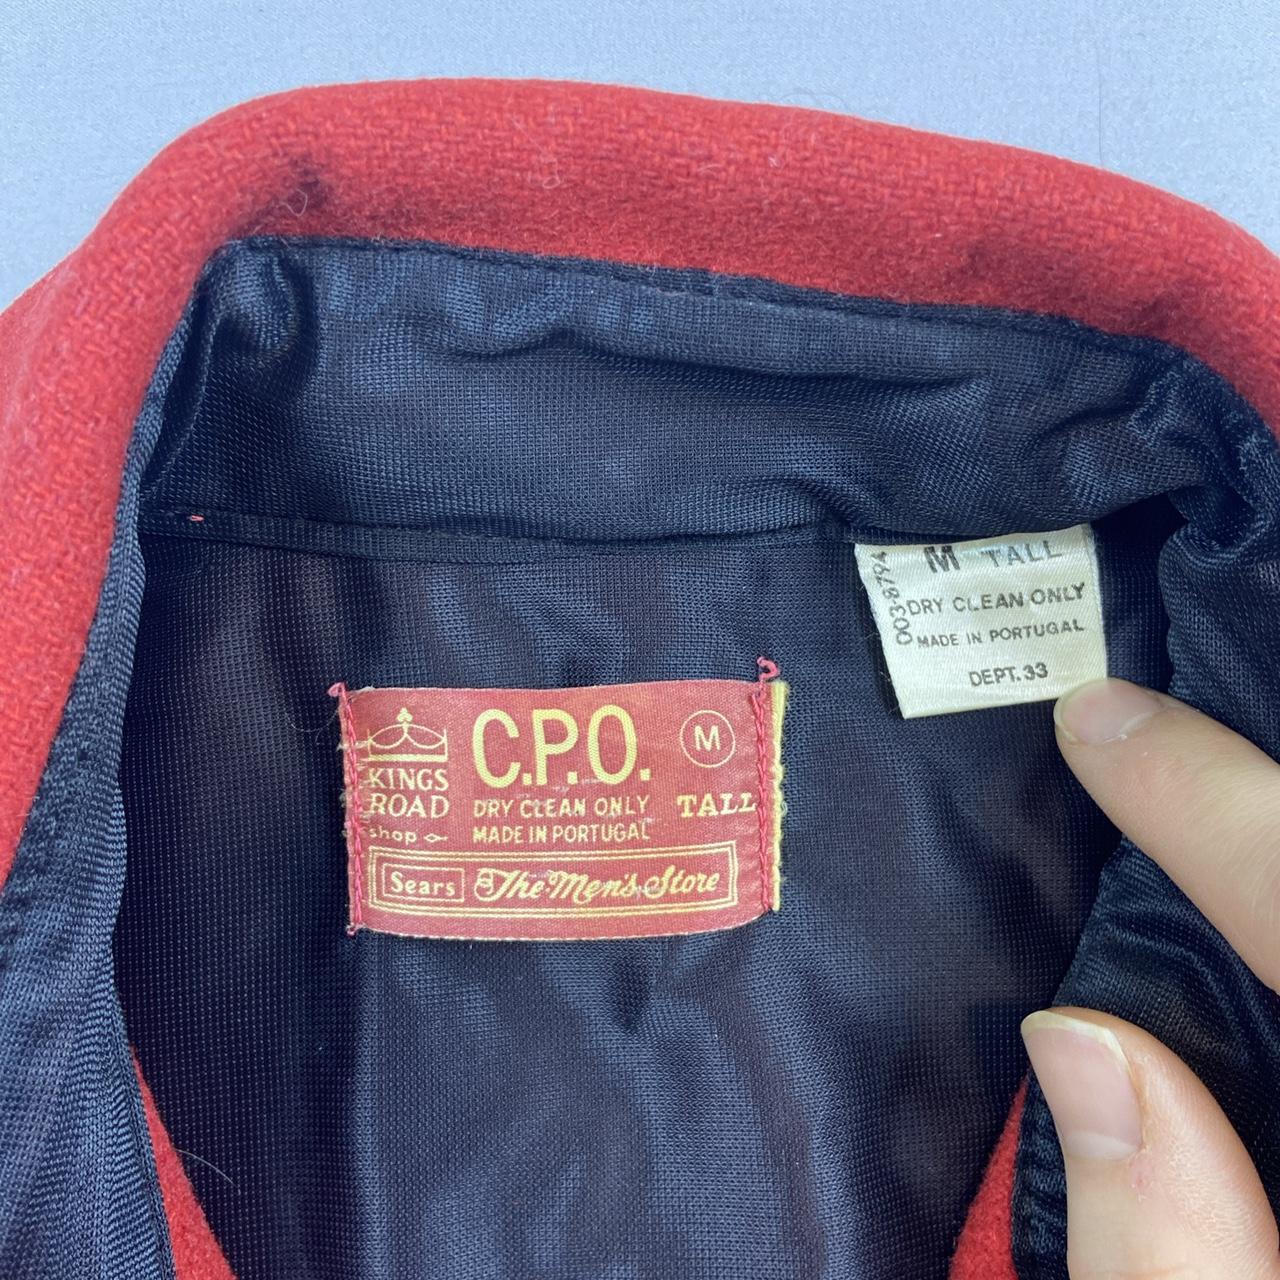 M TALL
DRY CLEAN ONLY
MADE IN PORTUGAL
DEPT. 33
003-8794
KINGS
ROAD
shop
C.P.O.
M
DRY CLEAN ONLY
TALL
MADE IN PORTUGAL
Sears The Men's Store